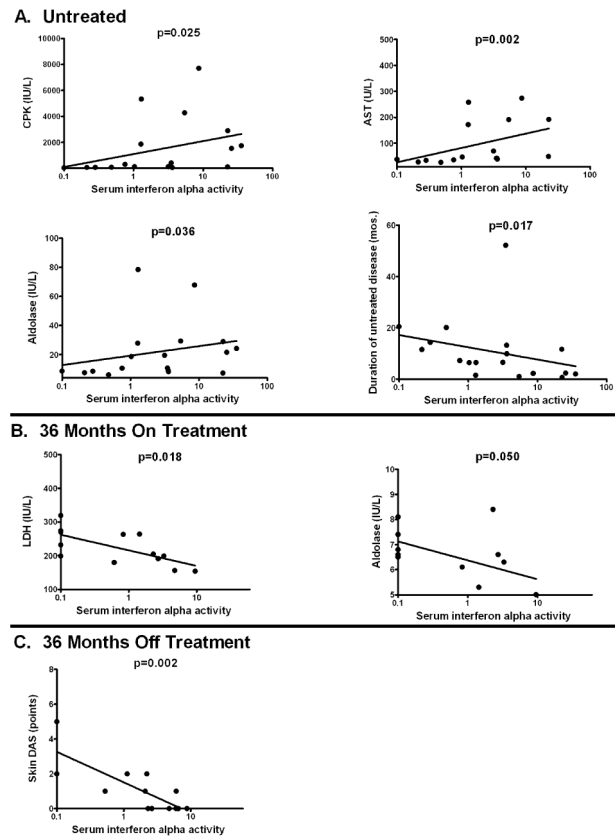 A. Untreated
p=0.025
10000
8000
6000
4000
2000
0
CPK (IU/L)
0.1 1 10 100
Serum interferon alpha activity
p=0.002
500
400
300
200
100
0
AST (U/L)
0.1 1 10 100
Serum interferon alpha activity
p=0.036
100
80
60
40
20
Aldolase (IU/L)
0.1 1 10 100
Serum interferon alpha activity
p=0.017
60
40
20
0
Duration of untreated disease (mos.)
0.1 1 10 100
Serum interferon alpha activity
B. 36 Months On Treatment
p=0.018
500
400
300
200
100
LDH (IU/L)
0.1 1 10
Serum interferon alpha activity
p=0.050
10
9
8
7
6
5
Aldolase (IU/L)
0.1 1 10
Serum interferon alpha activity
C. 36 Months Off Treatment
p=0.002
8
6
4
2
0
Skin DAS (points)
0.1 1 10
Serum interferon alpha activity